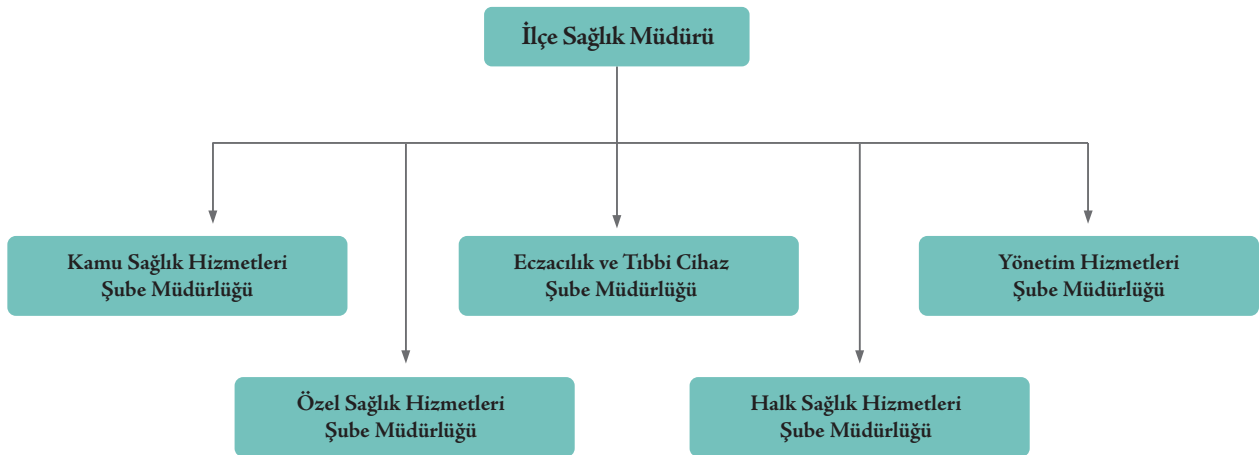 İlçe Sağlık Müdürü
Kamu Sağlık Hizmetleri
Şube Müdürlüğü
Eczacılık ve Tıbbi Cihaz
Şube Müdürlüğü
Yönetim Hizmetleri
Şube Müdürlüğü
Özel Sağlık Hizmetleri
Şube Müdürlüğü
Halk Sağlık Hizmetleri
Şube Müdürlüğü